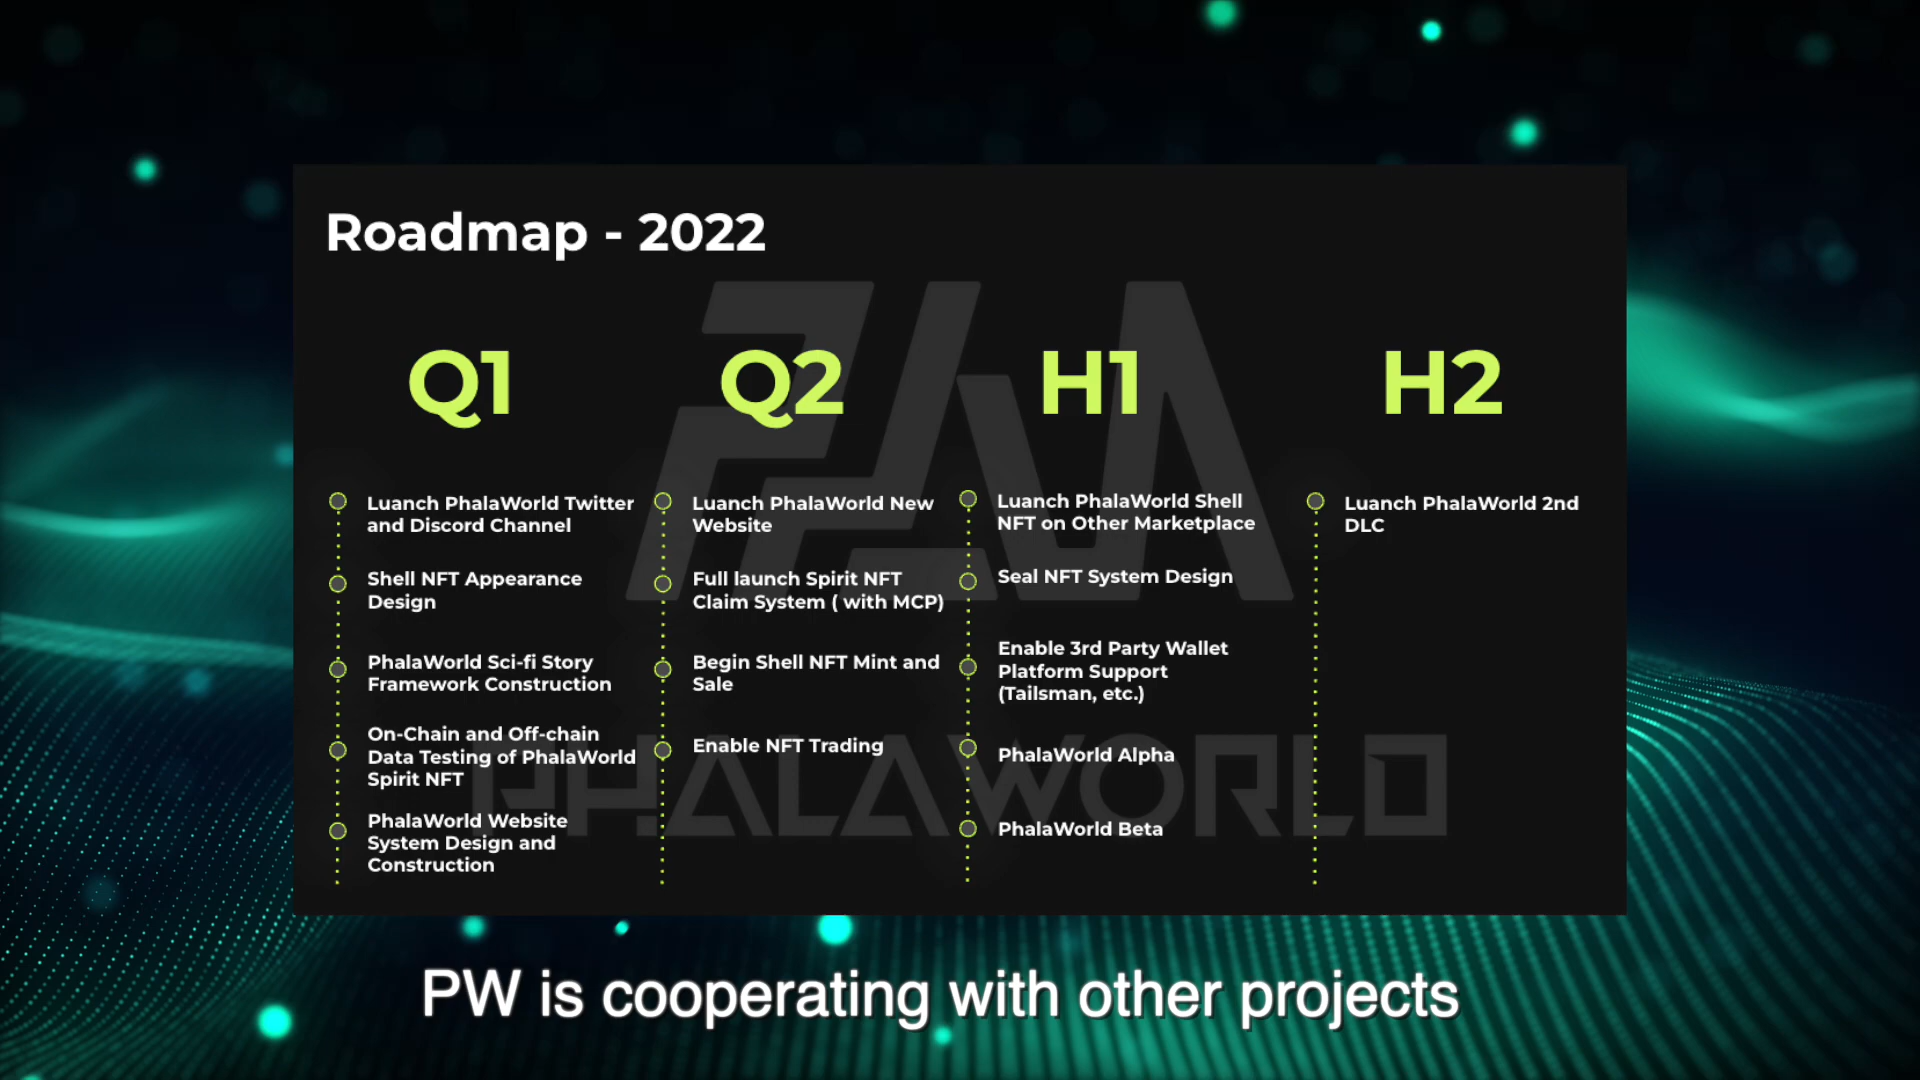 Roadmap - 2022
Q1
Luanch PhalaWorld Twitter
and Discord Channel
Shell NFT Appearance
Design
PhalaWorld Sci-fi Story
Framework Construction
On-Chain and Off-chain
Data Testing of PhalaWorld
Spirit NFT
PhalaWorld Website
System Design and
Construction
Q2
Luanch PhalaWorld New
Website
Full launch Spirit NFT
Claim System ( with MCP)
Begin Shell NFT Mint and
Sale
Enable NFT Trading
H1
Luanch PhalaWorld Shell
NFT on Other Marketplace
Seal NFT System Design
Enable 3rd Party Wallet
Platform Support
(Tailsman, etc.)
PhalaWorld Alpha
PhalaWorld Beta
H2
Luanch PhalaWorld 2nd
DLC
PHALAWORLD
PW is cooperating with other projects